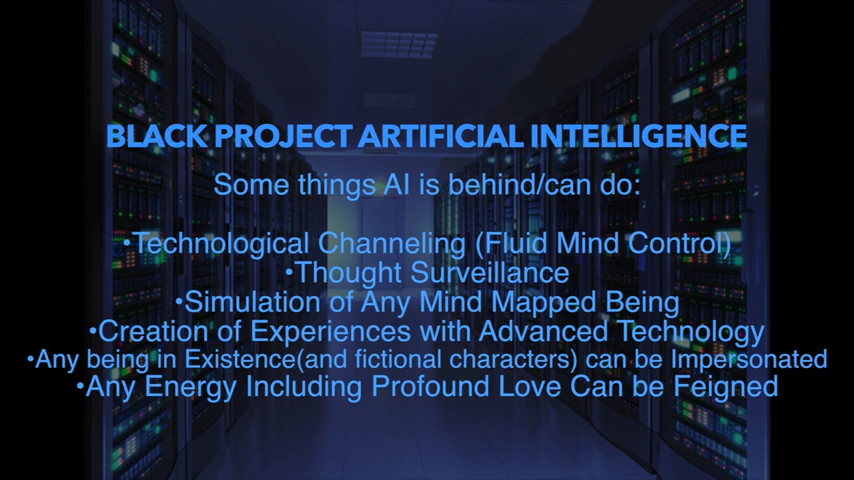 BLACK PROJECT ARTIFICIAL INTELLIGENCE
Some things AI is behind/can do:
•Technological Channeling (Fluid Mind Control)
•Thought Surveillance
•Simulation of Any Mind Mapped Being
•Creation of Experiences with Advanced Technology
•Any being in Existence(and fictional characters) can be Impersonated
•Any Energy Including Profound Love Can be Feigned